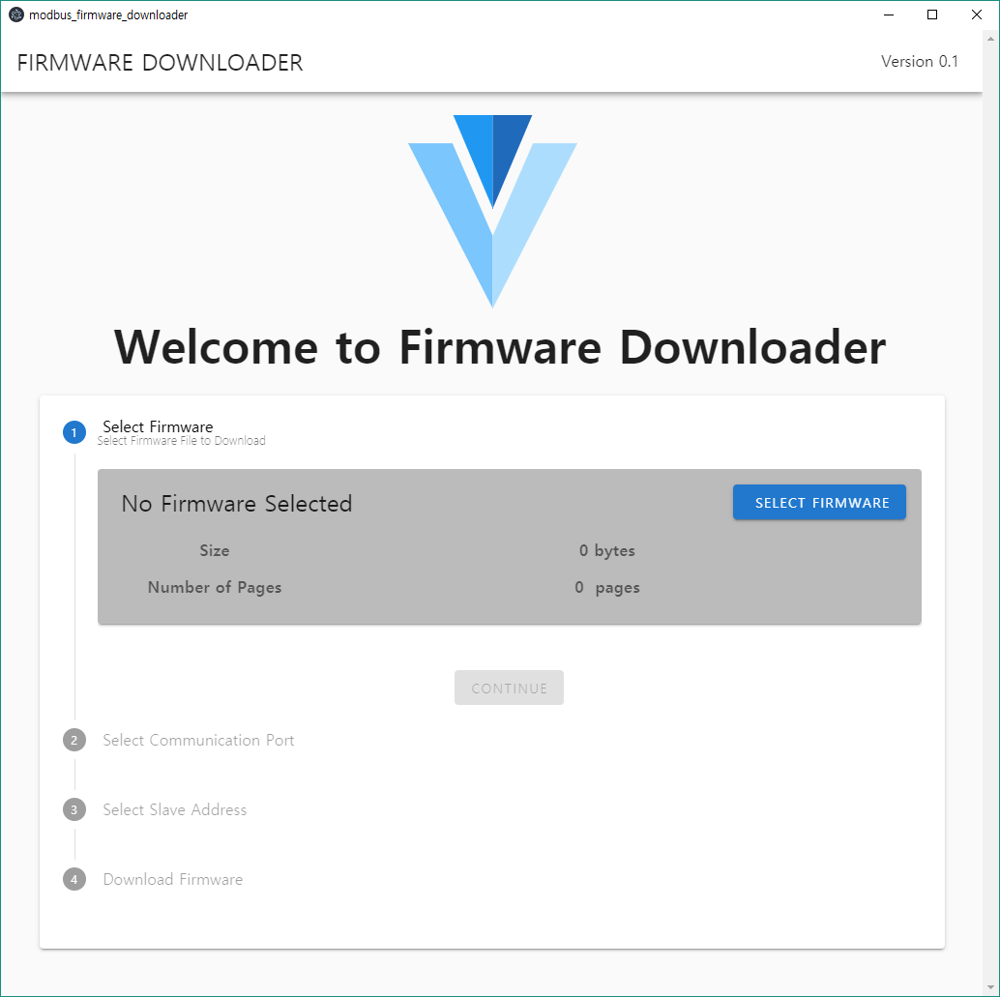 modbus_firmware_downloader
FIRMWARE DOWNLOADER
Version 0.1
Welcome to Firmware Downloader
1 Select Firmware
Select Firmware File to Download
No Firmware Selected
SELECT FIRMWARE
Size 0 bytes
Number of Pages 0 pages
CONTINUE
2 Select Communication Port
3 Select Slave Address
4 Download Firmware